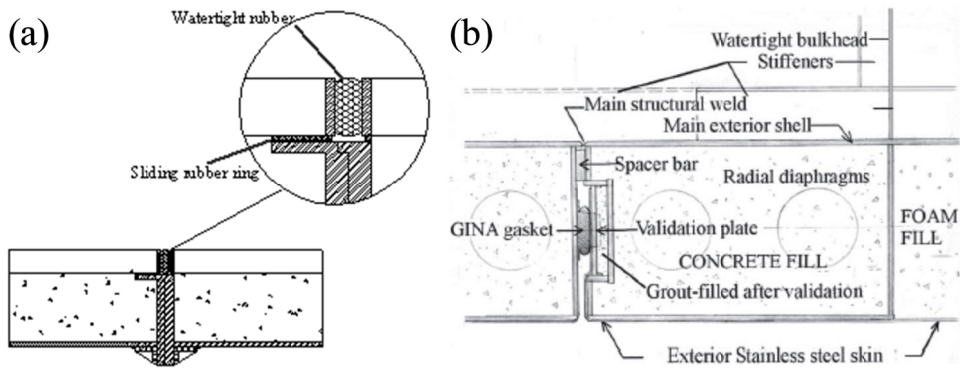 (a)
Watertight rubber
Sliding rubber ring
(b)
Watertight bulkhead
Stiffeners
Main structural weld
Main exterior shell
Spacer bar
Radial diaphragms
GINA gasket
Validation plate
FOAM
FILL
CONCRETE FILL
Grout-filled after validation
Exterior Stainless steel skin